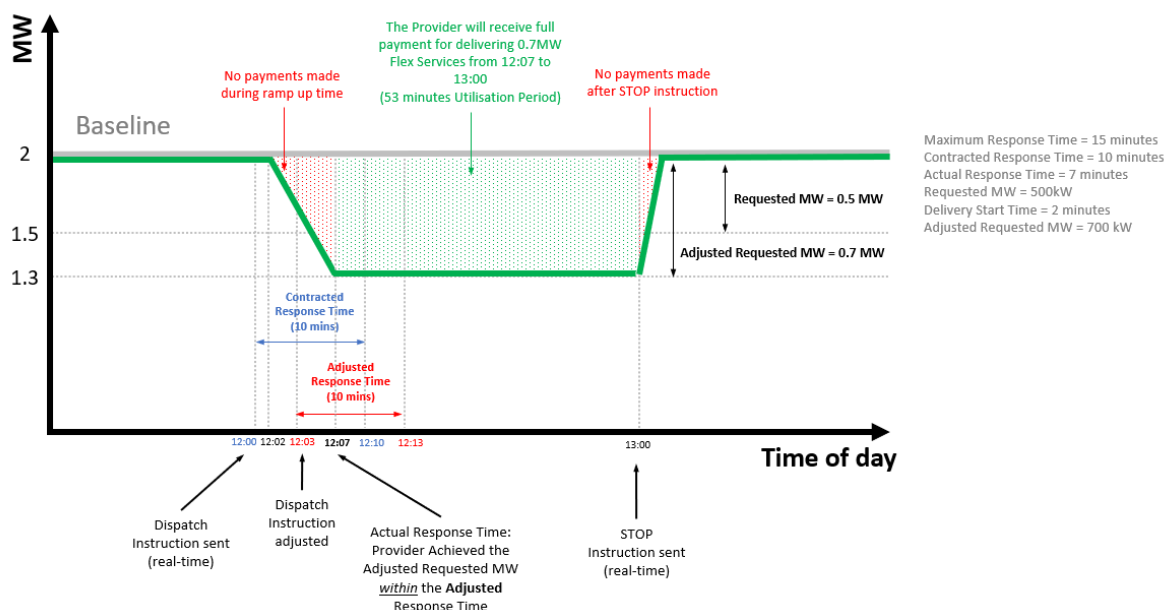 MW
The Provider will receive full
payment for delivering 0.7MW
Flex Services from 12:07 to
13:00
(53 minutes Utilisation Period)
No payments made
during ramp up time
No payments made
after STOP instruction
Baseline
Maximum Response Time = 15 minutes
Contracted Response Time = 10 minutes
Actual Response Time = 7 minutes
Requested MW = 500kW
Delivery Start Time = 2 minutes
Adjusted Requested MW = 700 kW
2
Requested MW = 0.5 MW
1.5
Adjusted Requested MW = 0.7 MW
1.3
Contracted
Response Time
(10 mins)
Adjusted
Response Time
(10 mins)
12:00 12:02 12:03 12:07 12:10 12:13 13:00
Time of day
Dispatch
Instruction sent
(real-time)
Dispatch
Instruction
adjusted
Actual Response Time:
Provider Achieved the
Adjusted Requested MW
within the Adjusted
Response Time
STOP
Instruction sent
(real-time)